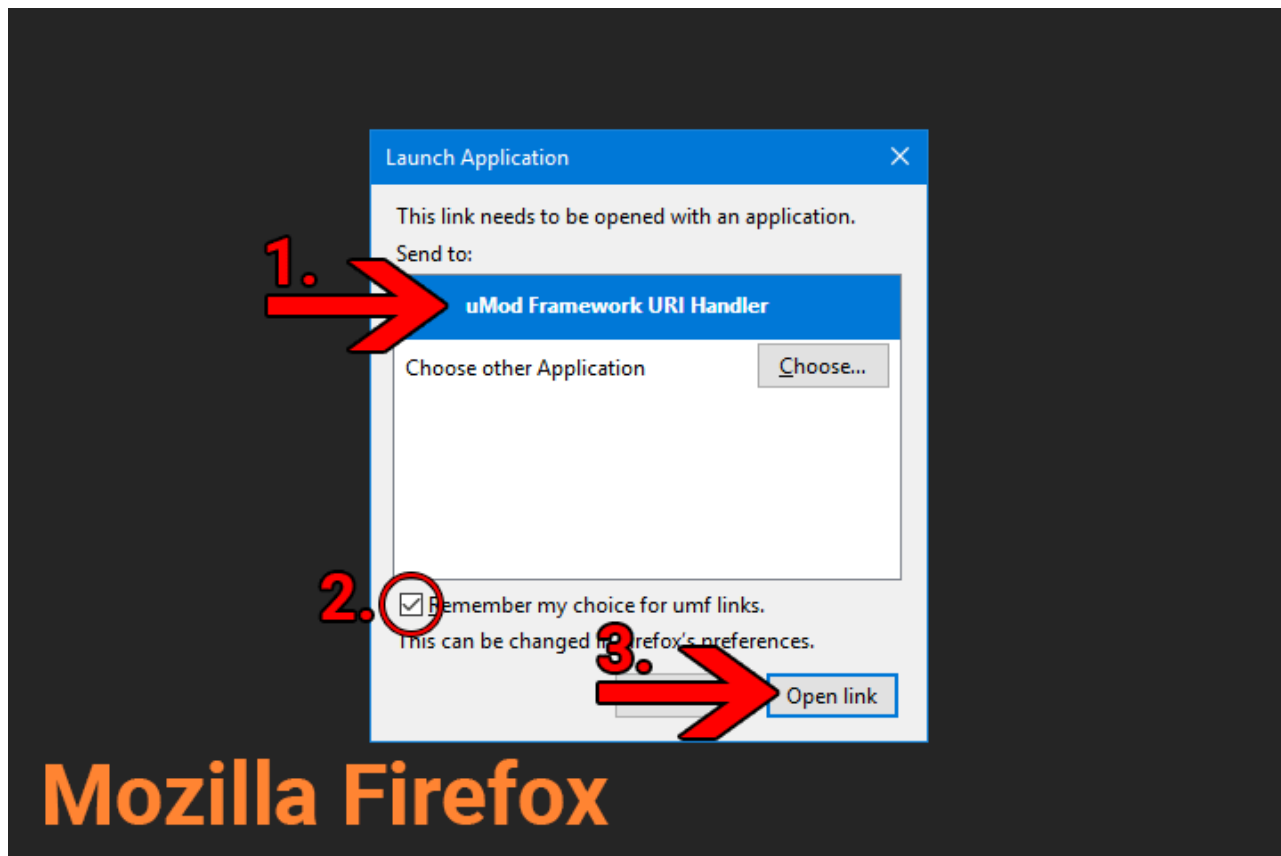 Launch Application
This link needs to be opened with an application.
Send to:
1.
uMod Framework URI Handler
Choose other Application
Choose...
2.
Remember my choice for umf links.
This can be changed in Firefox's preferences.
3.
Open link
Mozilla Firefox